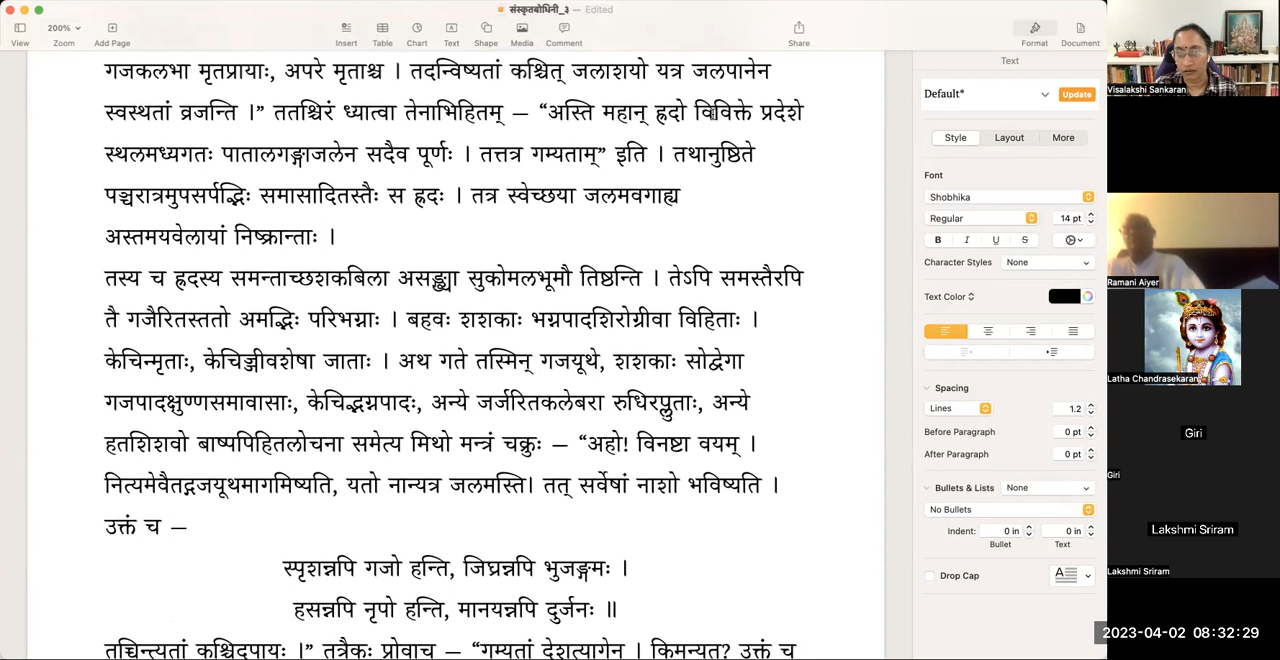 संस्कृतबोधिनी_३ — Edited
View
200%
Zoom
Add Page
Insert
Table
Chart
Text
Shape
Media
Comment
Share
Format
Document
गजकलभा मृतप्रायाः, अपरे मृताश्च । तदन्विष्यतां कश्चित् जलाशयो यत्र जलपानेन
स्वस्थतां व्रजन्ति ।” ततश्चिरं ध्यात्वा तेनाभिहितम् — “अस्ति महान् ह्रदो विविक्ते प्रदेशे
स्थलमध्यगतः पातालगङ्गाजलेन सदैव पूर्णः । तत्तत्र गम्यताम्” इति । तथानुष्ठिते
पञ्चरात्रमुपसर्पद्भिः समासादितस्तैः स ह्रदः । तत्र स्वेच्छया जलमवगाह्य
अस्तमयवेलायां निष्क्रान्ताः ।
तस्य च ह्रदस्य समन्ताच्छशकबिला असङ्ख्या सुकोमलभूमौ तिष्ठन्ति । तेऽपि समस्तैरपि
तै गजैरितस्ततो अमद्भिः परिभग्नाः । बहवः शशकाः भग्नपादशिरोग्रीवा विहिताः ।
केचिन्मृताः, केचिज्जीवशेषा जाताः । अथ गते तस्मिन् गजयूथे, शशकाः सोद्वेगा
गजपादक्षुण्णसमावासाः, केचिद्भग्नपादः, अन्ये जर्जरितकलेबरा रुधिरप्लुताः, अन्ये
हतशिशवो बाष्पपिहितलोचना समेत्य मिथो मन्त्रं चक्रुः — “अहो! विनष्टा वयम् ।
नित्यमेवैतद्गजयूथमागमिष्यति, यतो नान्यत्र जलमस्ति। तत् सर्वेषां नाशो भविष्यति ।
उक्तं च —
स्पृशन्नपि गजो हन्ति, जिघ्रन्नपि भुजङ्गमः ।
हसन्नपि नृपो हन्ति, मानयन्नपि दुर्जनः ॥
तच्चिन्त्यतां कश्चिदुपायः ।” तत्रैकः प्रोवाच — “गम्यतां देशत्यागेन । किमन्यत्? उक्तं च
Text
Default*
Update
Style
Layout
More
Font
Shobhika
Regular
14 pt
B I U S
Character Styles
None
Text Color
Spacing
Lines
1.2
Before Paragraph
0 pt
After Paragraph
0 pt
Bullets & Lists
None
No Bullets
Indent:
0 in
0 in
Bullet
Text
Drop Cap
Visalakshi Sankaran
Ramani Aiyer
Latha Chandrasekaran
Giri
Giri
Lakshmi Sriram
Lakshmi Sriram
2023-04-02 08:32:29